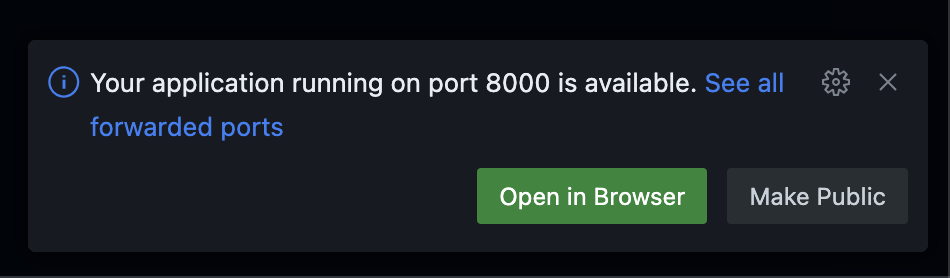 Your application running on port 8000 is available. See all
forwarded ports
Open in Browser
Make Public